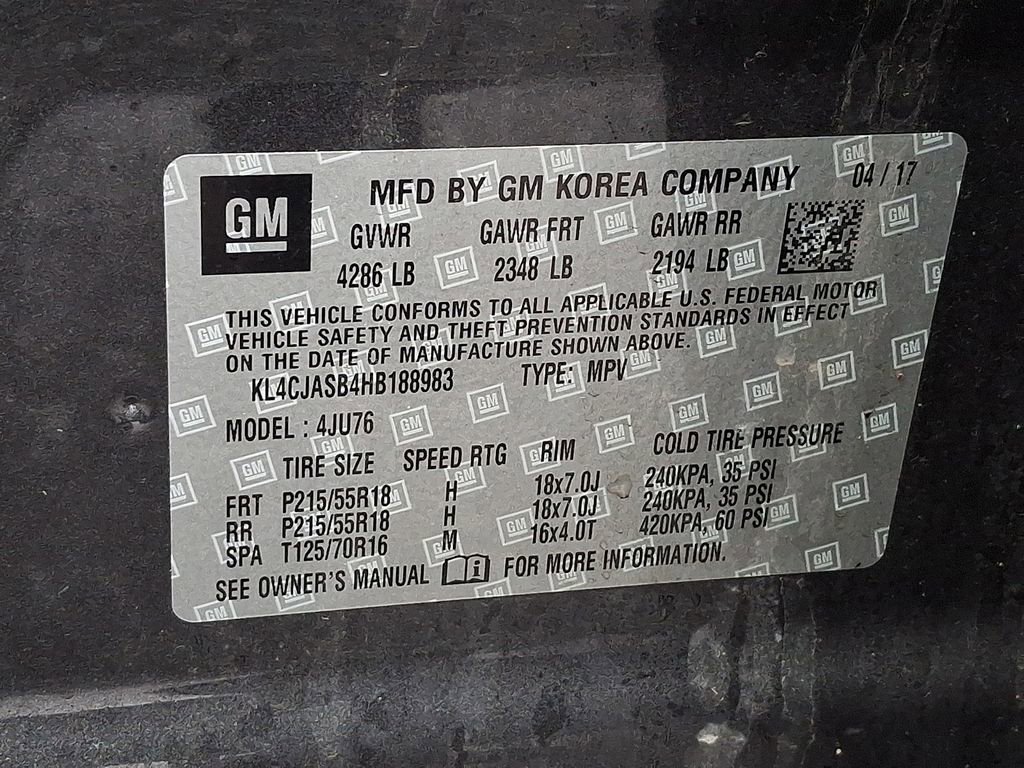 GM MFD BY GM KOREA COMPANY 04 / 17
GVWR GAWR FRT GAWR RR
4286 LB 2348 LB 2194 LB
THIS VEHICLE CONFORMS TO ALL APPLICABLE U.S. FEDERAL MOTOR
VEHICLE SAFETY AND THEFT PREVENTION STANDARDS IN EFFECT
ON THE DATE OF MANUFACTURE SHOWN ABOVE.
KL4CJASB4HB188983 TYPE: MPV
MODEL : 4JU76
TIRE SIZE SPEED RTG RIM COLD TIRE PRESSURE
FRT P215/55R18 H 18x7.0J 240KPA, 35 PSI
RR P215/55R18 H 18x7.0J 240KPA, 35 PSI
SPA T125/70R16 M 16x4.0T 420KPA, 60 PSI
SEE OWNER'S MANUAL i FOR MORE INFORMATION.